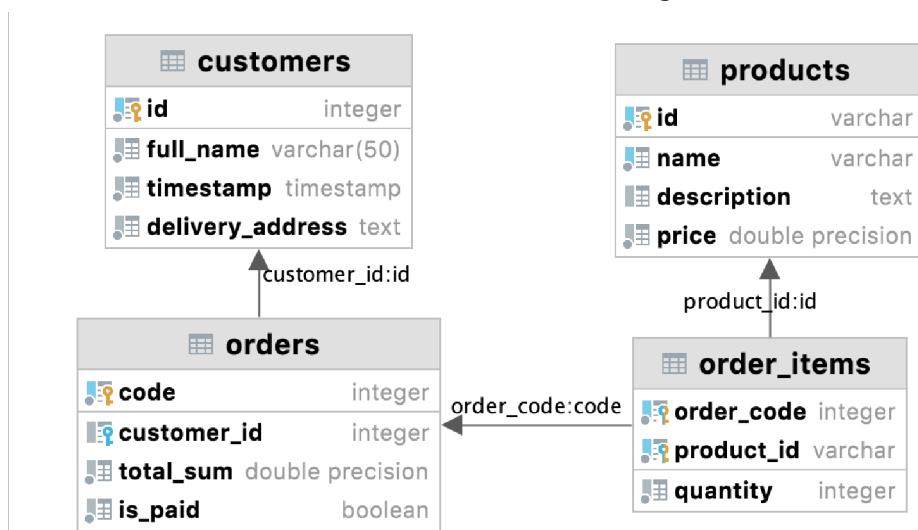 customers
id integer
full_name varchar(50)
timestamp timestamp
delivery_address text
products
id varchar
name varchar
description text
price double precision
customer_id:id
product_id:id
orders
code integer
customer_id integer
total_sum double precision
is_paid boolean
order_code:code
order_items
order_code integer
product_id varchar
quantity integer